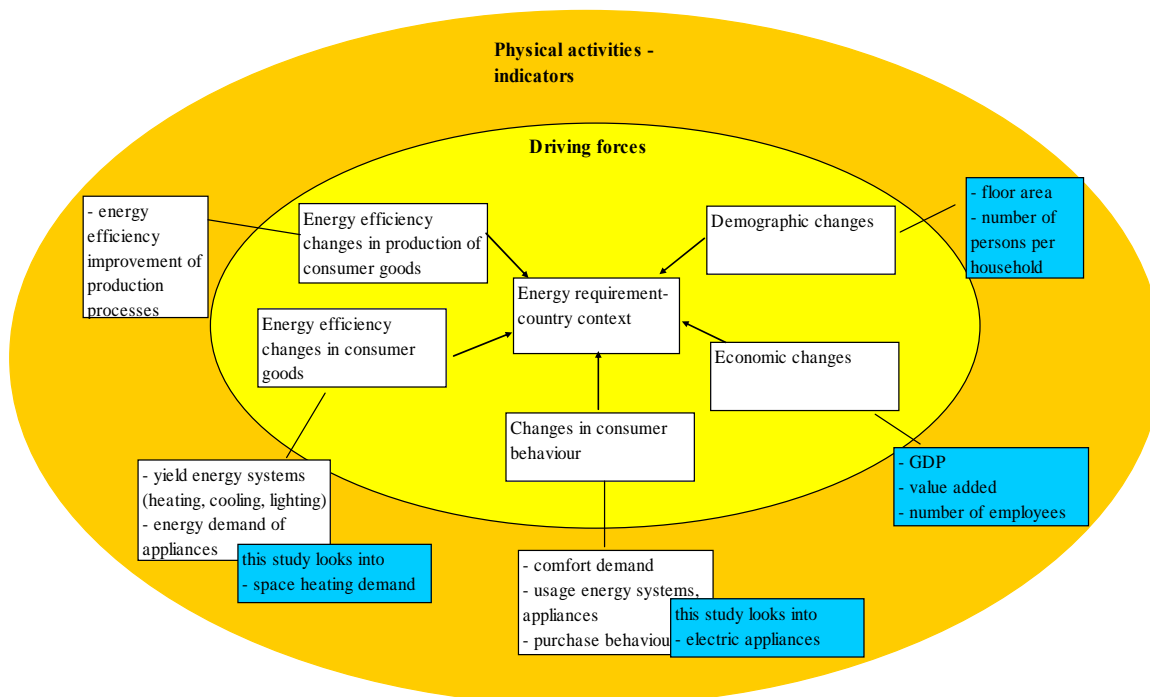 Physical activities -
indicators
Driving forces
- energy
efficiency
improvement of
production
processes
Energy efficiency
changes in production of
consumer goods
Demographic changes
- floor area
- number of
persons per
household
Energy requirement-
country context
Energy efficiency
changes in consumer
goods
Economic changes
Changes in consumer
behaviour
- yield energy systems
(heating, cooling, lighting)
- energy demand of
appliances
this study looks into
- space heating demand
- GDP
- value added
- number of employees
- comfort demand
- usage energy systems,
appliances
- purchase behaviou
this study looks into
- electric appliances